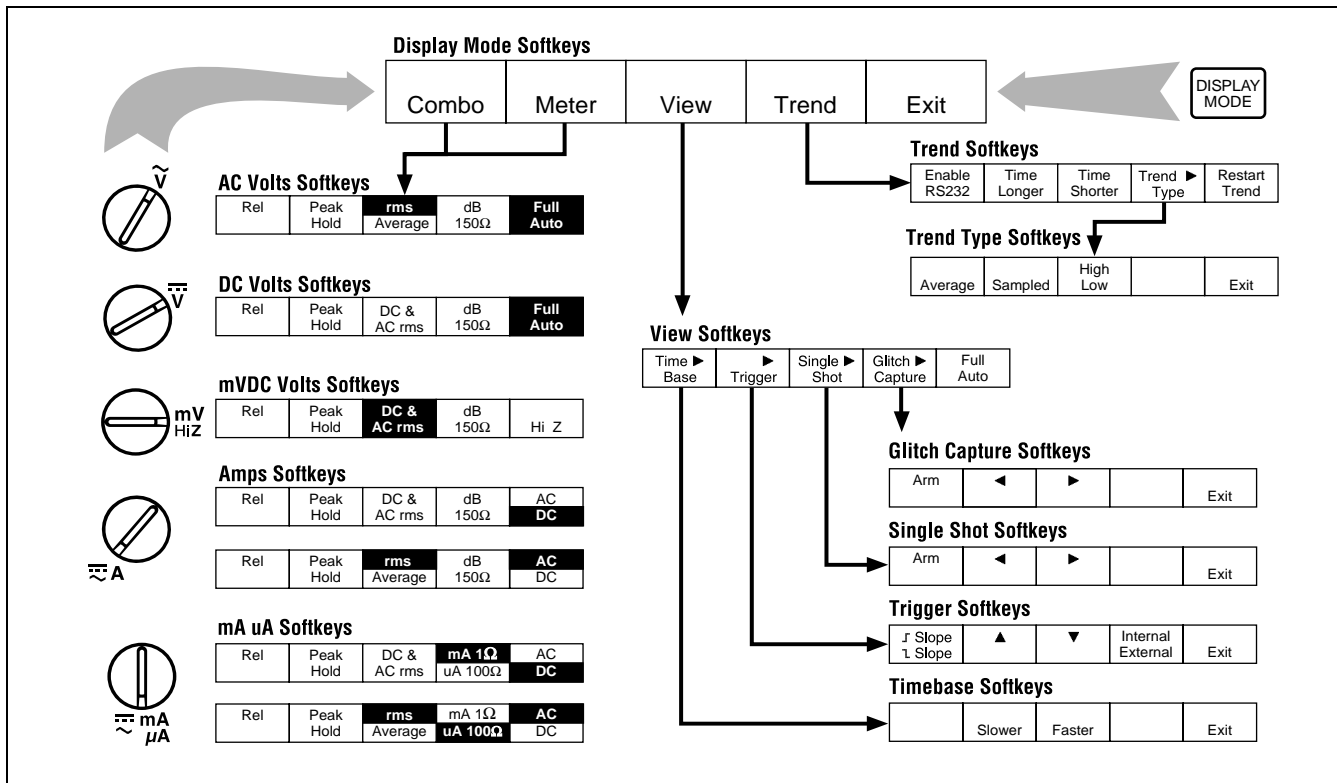 Display Mode Softkeys
Combo Meter View Trend Exit
DISPLAY
MODE
~
V
AC Volts Softkeys
Rel Peak Hold rms Average dB 150Ω Full Auto
V
DC Volts Softkeys
Rel Peak Hold DC & AC rms dB 150Ω Full Auto
mV
HiZ
mVDC Volts Softkeys
Rel Peak Hold DC & AC rms dB 150Ω Hi Z
~ A
Amps Softkeys
Rel Peak Hold DC & AC rms dB 150Ω AC DC
Rel Peak Hold rms Average dB 150Ω AC DC
~ mA
µA
mA uA Softkeys
Rel Peak Hold DC & AC rms mA 1Ω uA 100Ω AC DC
Rel Peak Hold rms Average mA 1Ω uA 100Ω AC DC
Trend Softkeys
Enable RS232 Time Longer Time Shorter Trend ► Type Restart Trend
Trend Type Softkeys
Average Sampled High Low Exit
View Softkeys
Time ► Base ► Trigger Single ► Shot Glitch ► Capture Full Auto
Glitch Capture Softkeys
Arm ◄ ► Exit
Single Shot Softkeys
Arm ◄ ► Exit
Trigger Softkeys
Slope Slope ▲ ▼ Internal External Exit
Timebase Softkeys
Slower Faster Exit